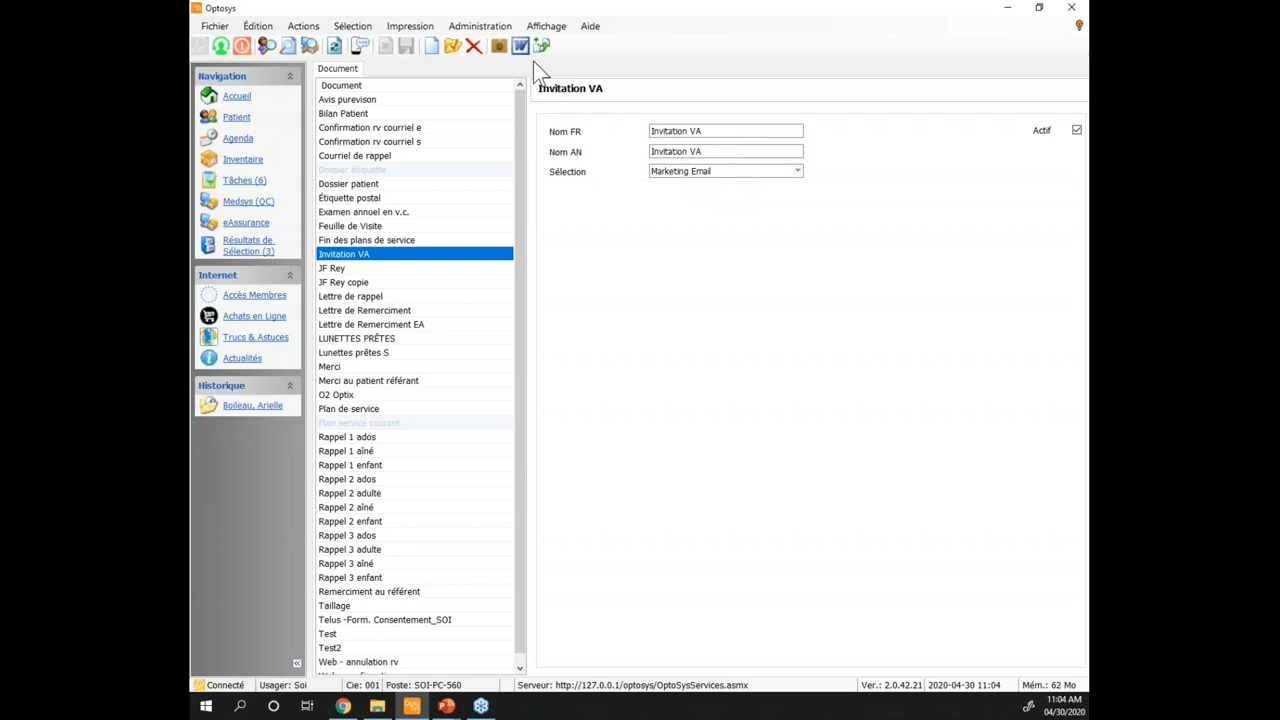 Optosys
Fichier Édition Actions Sélection Impression Administration Affichage Aide
Navigation
Accueil
Patient
Agenda
Inventaire
Tâches (6)
Medsys (QC)
eAssurance
Résultats de
Sélection (3)
Internet
Accès Membres
Achats en Ligne
Trucs & Astuces
Actualités
Historique
Boileau, Arielle
Document
Document
Avis purevison
Bilan Patient
Confirmation rv courriel e
Confirmation rv courriel s
Courriel de rappel
Dossier étiquette
Dossier patient
Étiquette postal
Examen annuel en v.c.
Feuille de Visite
Fin des plans de service
Invitation VA
JF Rey
JF Rey copie
Lettre de rappel
Lettre de Remerciment
Lettre de Remerciment EA
LUNETTES PRÊTES
Lunettes prêtes S
Merci
Merci au patient référant
O2 Optix
Plan de service
Plan service courant
Rappel 1 ados
Rappel 1 aîné
Rappel 1 enfant
Rappel 2 ados
Rappel 2 adulte
Rappel 2 aîné
Rappel 2 enfant
Rappel 3 ados
Rappel 3 adulte
Rappel 3 aîné
Rappel 3 enfant
Remerciment au référent
Taillage
Telus -Form. Consentement_SOI
Test
Test2
Web - annulation rv
Invitation VA
Nom FR Invitation VA Actif
Nom AN Invitation VA
Sélection Marketing Email
Connecté Usager: Soi Cie: 001 Poste: SOI-PC-560 Serveur: http://127.0.0.1/optosys/OptoSysServices.asmx Ver.: 2.0.42.21 2020-04-30 11:04 Mém.: 62 Mo
11:04 AM
04/30/2020